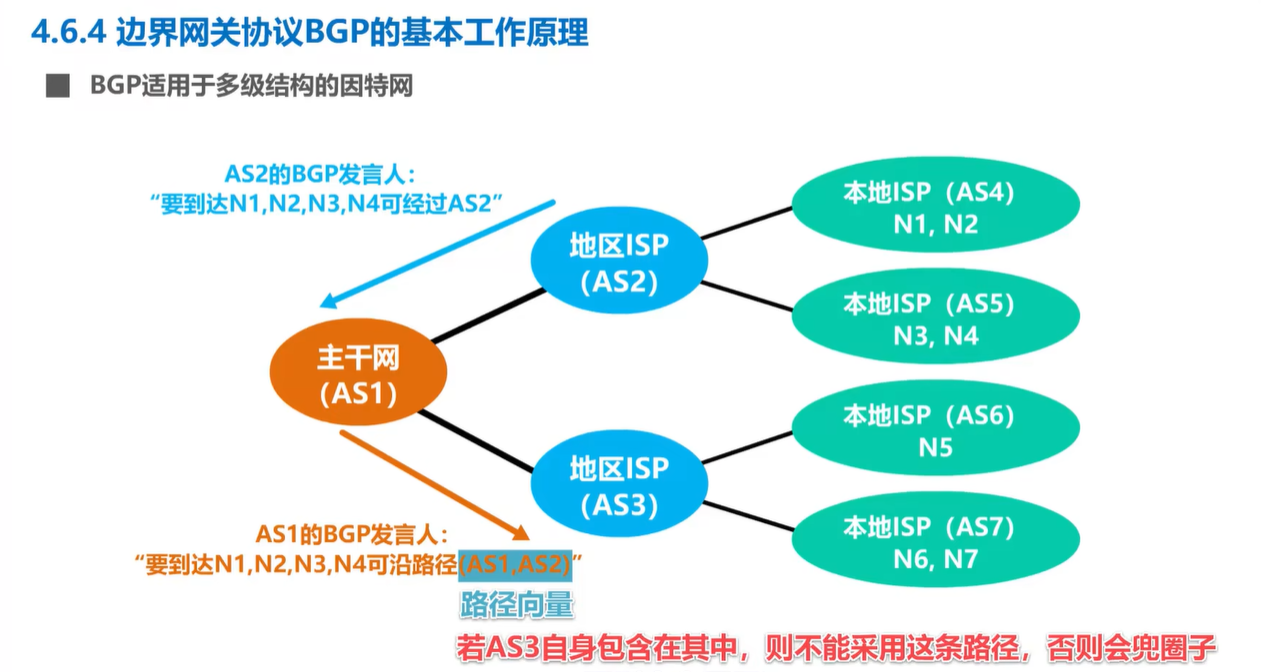 4.6.4 边界网关协议BGP的基本工作原理
BGP适用于多级结构的因特网
AS2的BGP发言人：
“要到达N1,N2,N3,N4可经过AS2”
本地ISP（AS4）
N1, N2
地区ISP
（AS2）
本地ISP（AS5）
N3, N4
主干网
（AS1）
本地ISP（AS6）
N5
地区ISP
（AS3）
本地ISP（AS7）
N6, N7
AS1的BGP发言人：
“要到达N1,N2,N3,N4可沿路径(AS1,AS2)”
路径向量
若AS3自身包含在其中，则不能采用这条路径，否则会兜圈子